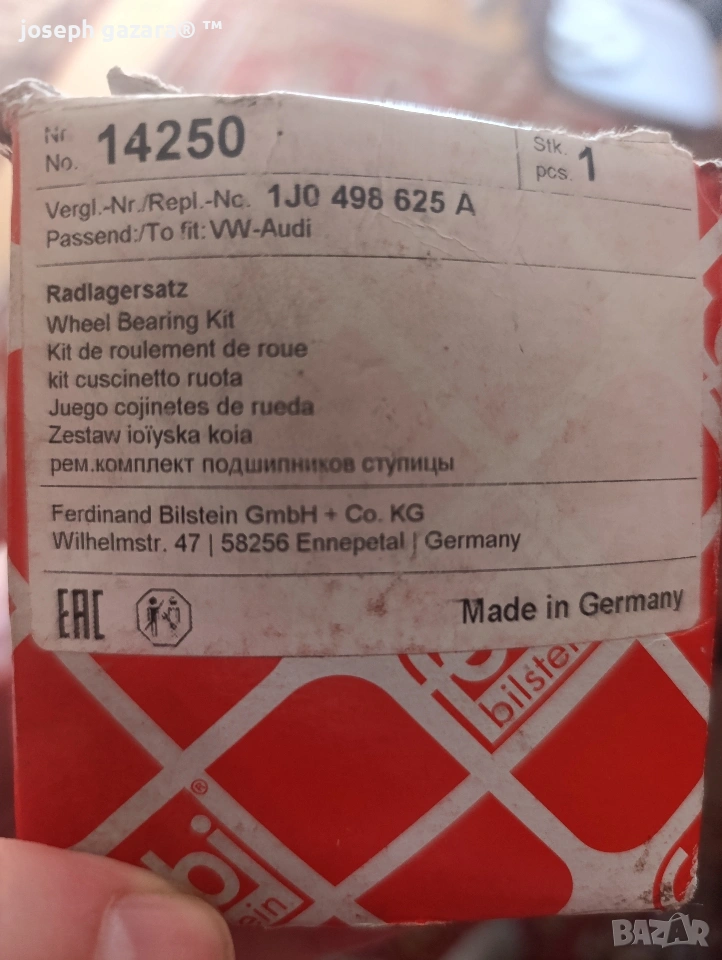 joseph gazara® ™
Nr.
No. 14250
Stk.
pcs. 1
Vergl.-Nr./Repl.-No. 1J0 498 625 A
Passend:/To fit: VW-Audi
Radlagersatz
Wheel Bearing Kit
Kit de roulement de roue
kit cuscinetto ruota
Juego cojinetes de rueda
Zestaw ioïyska koia
рем.комплект подшипников ступицы
Ferdinand Bilstein GmbH + Co. KG
Wilhelmstr. 47 | 58256 Ennepetal | Germany
EAC
Made in Germany
bilstein
®
bi
BAZAR